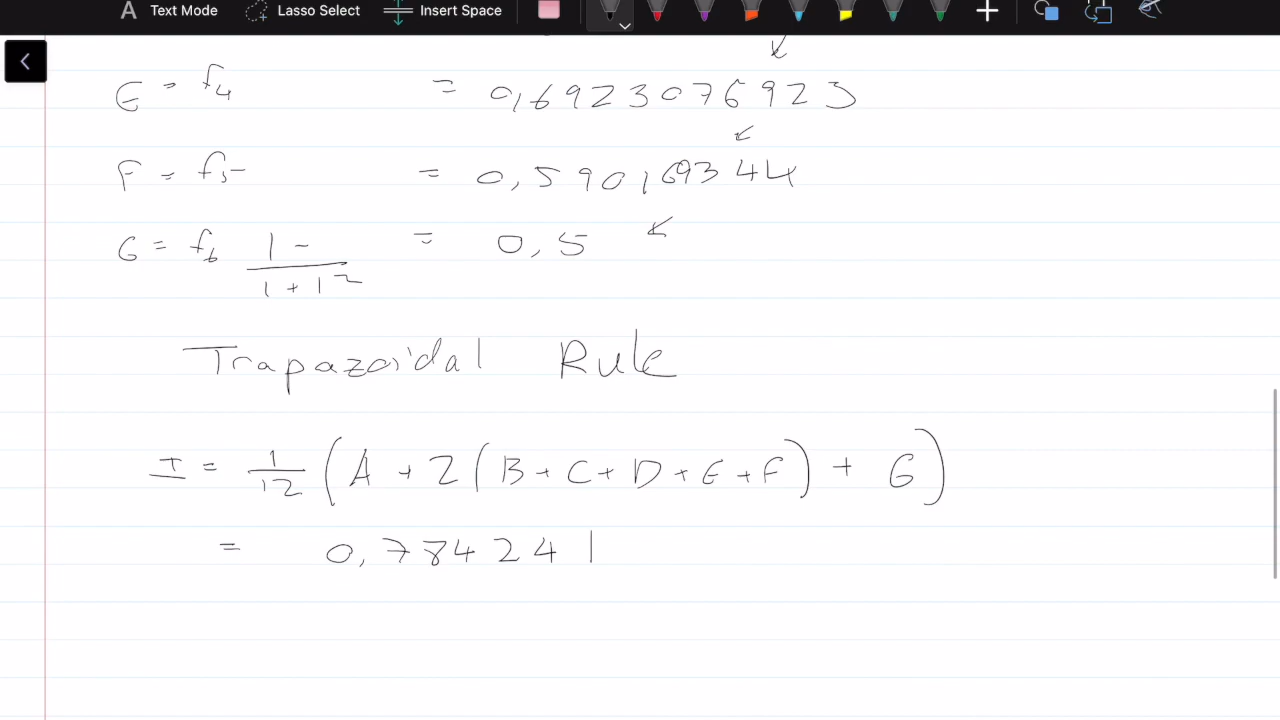 Text Mode Lasso Select Insert Space
E = f4 = 0,6923076923
F = f5 = 0,590169344
G = f6 1/(1 + 1²) = 0,5
Trapazoidal Rule
I = 1/12 (A + 2(B + C + D + E + F) + G)
= 0,784241